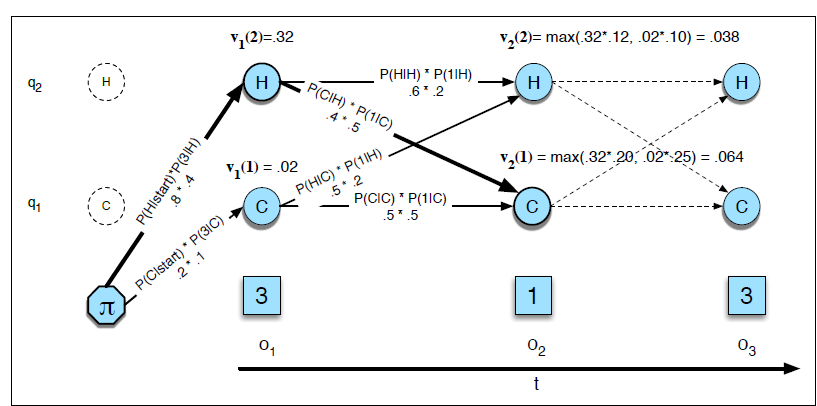 v1(2)=.32
v2(2)= max(.32*.12, .02*.10) = .038
q2
H
H
P(H|H) * P(1|H)
.6 * .2
H
H
P(C|H) * P(1|C)
.4 * .5
P(H|start)*P(3|H)
.8 * .4
v1(1) = .02
P(H|C) * P(1|H)
.5 * .2
v2(1) = max(.32*.20, .02*.25) = .064
q1
C
C
P(C|C) * P(1|C)
.5 * .5
C
C
P(C|start) * P(3|C)
.2 * .1
π
3
1
3
o1
o2
o3
t